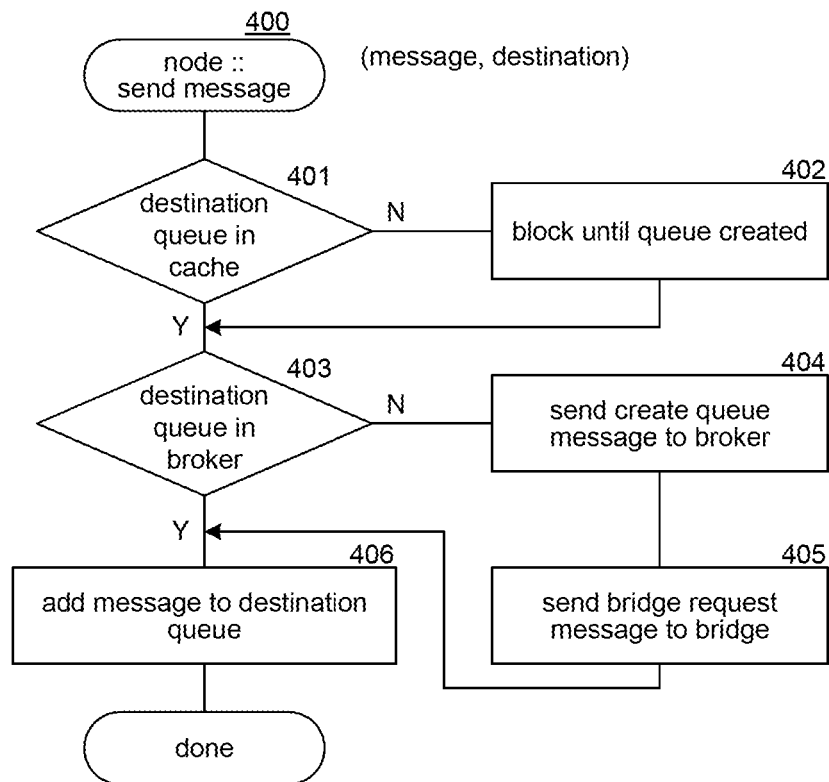 400
node ::
send message
(message, destination)
401
destination
queue in
cache
N
402
block until queue created
Y
403
destination
queue in
broker
N
404
send create queue
message to broker
Y
406
add message to destination
queue
405
send bridge request
message to bridge
done